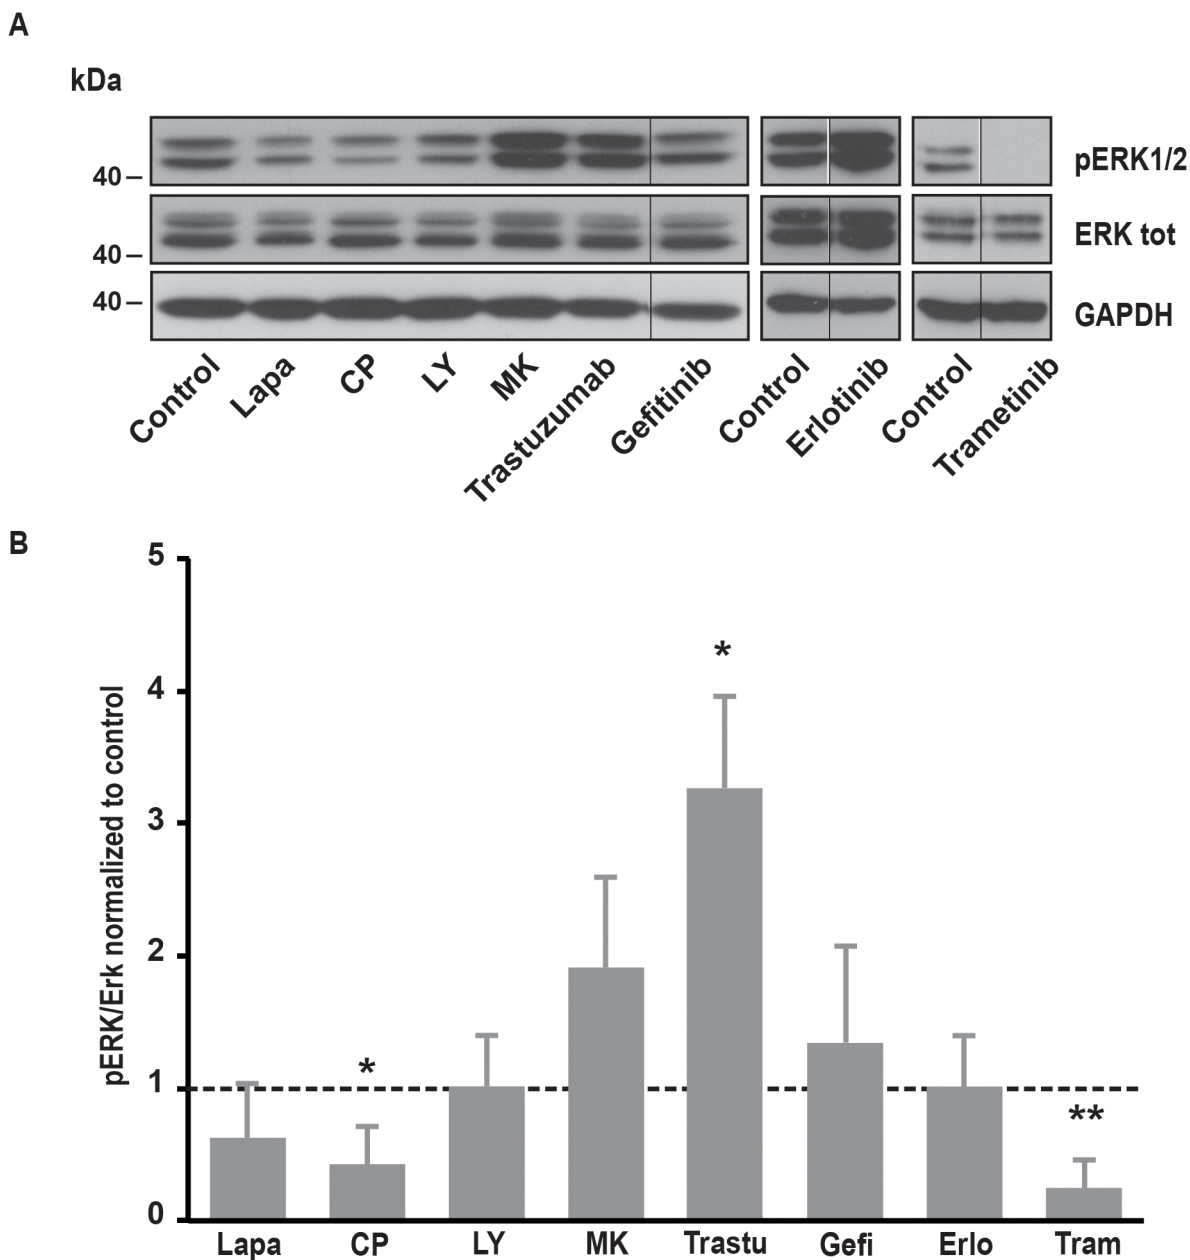 A
kDa
40 –
pERK1/2
40 –
ERK tot
40 –
GAPDH
Control
Lapa
CP
LY
MK
Trastuzumab
Gefitinib
Control
Erlotinib
Control
Trametinib
B
pERK/Erk normalized to control
5
4
3
2
1
0
*
*
**
Lapa CP LY MK Trastu Gefi Erlo Tram